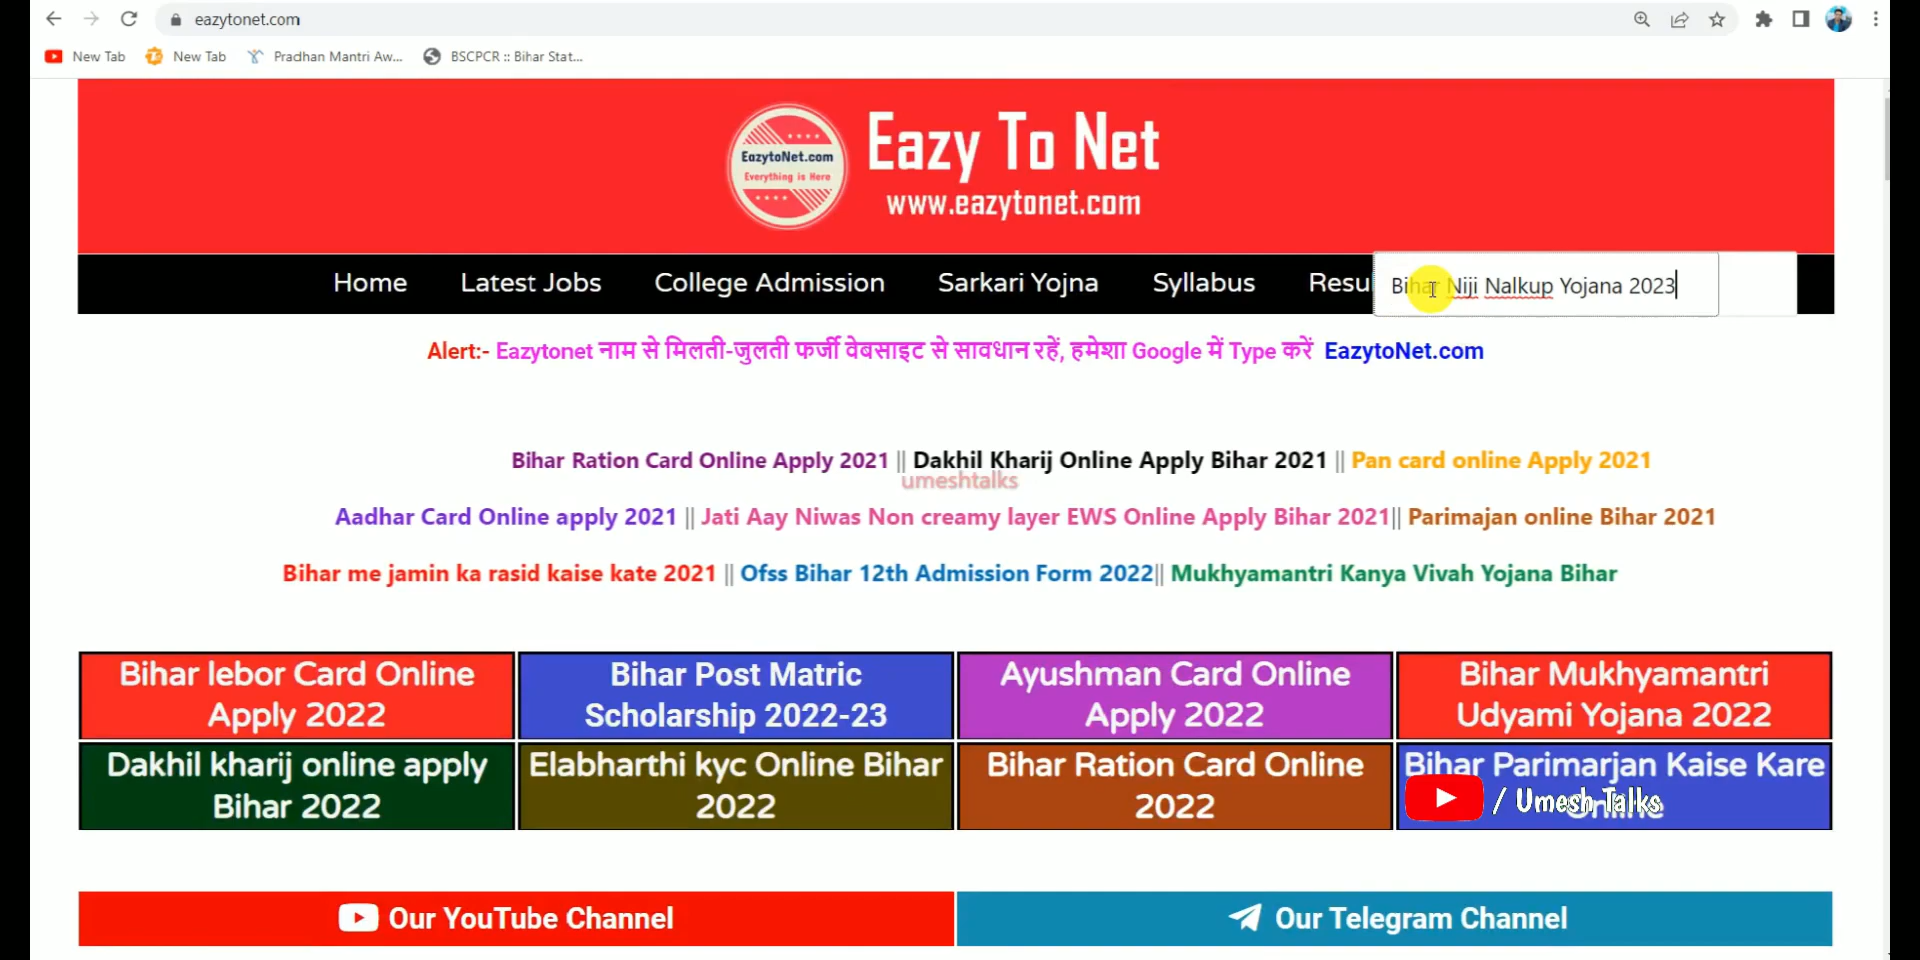 eazytonet.com
New Tab
New Tab
Pradhan Mantri Aw...
BSCPCR :: Bihar Stat...
EazytoNet.com
Everything is Here
Eazy To Net
www.eazytonet.com
Home
Latest Jobs
College Admission
Sarkari Yojna
Syllabus
Resu
Bihar Niji Nalkup Yojana 2023
Alert:- Eazytonet नाम से मिलती-जुलती फर्जी वेबसाइट से सावधान रहें, हमेशा Google में Type करें EazytoNet.com
Bihar Ration Card Online Apply 2021 || Dakhil Kharij Online Apply Bihar 2021 || Pan card online Apply 2021
umeshtalks
Aadhar Card Online apply 2021 || Jati Aay Niwas Non creamy layer EWS Online Apply Bihar 2021|| Parimajan online Bihar 2021
Bihar me jamin ka rasid kaise kate 2021 || Ofss Bihar 12th Admission Form 2022|| Mukhyamantri Kanya Vivah Yojana Bihar
Bihar lebor Card Online
Apply 2022
Bihar Post Matric
Scholarship 2022-23
Ayushman Card Online
Apply 2022
Bihar Mukhyamantri
Udyami Yojana 2022
Dakhil kharij online apply
Bihar 2022
Elabharthi kyc Online Bihar
2022
Bihar Ration Card Online
2022
Bihar Parimarjan Kaise Kare
Online
/ Umesh Talks
Our YouTube Channel
Our Telegram Channel